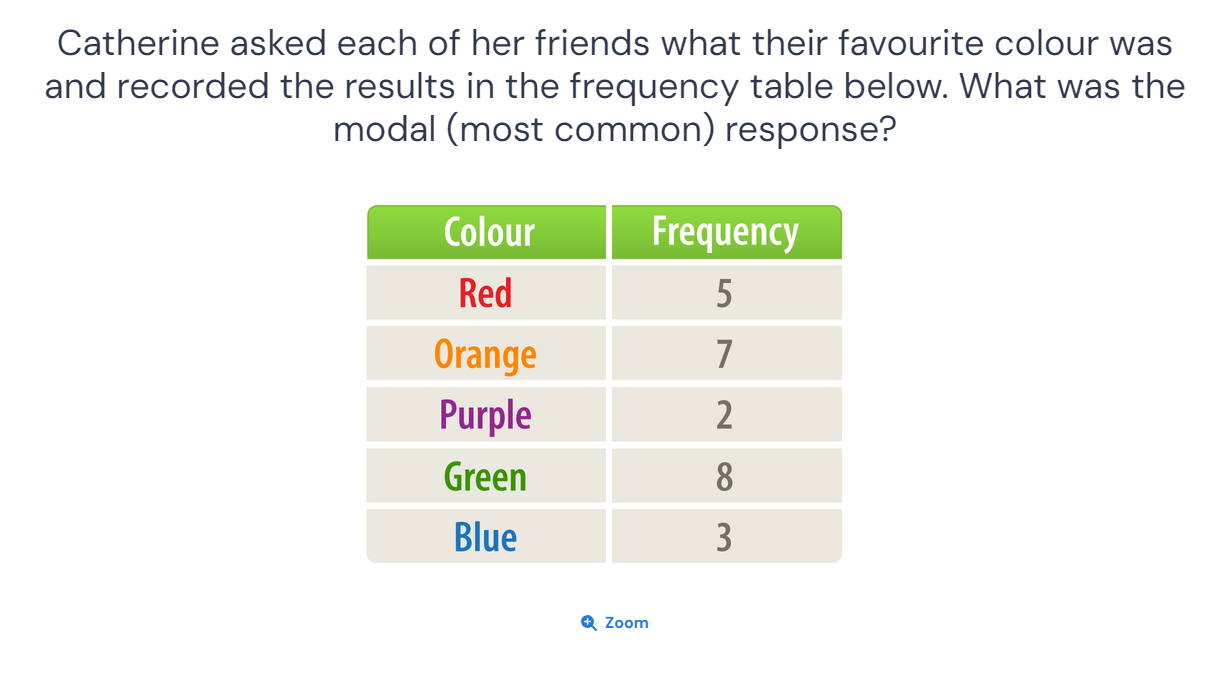 Catherine asked each of her friends what their favourite colour was
and recorded the results in the frequency table below. What was the
modal (most common) response?
Colour Frequency
Red 5
Orange 7
Purple 2
Green 8
Blue 3
Zoom